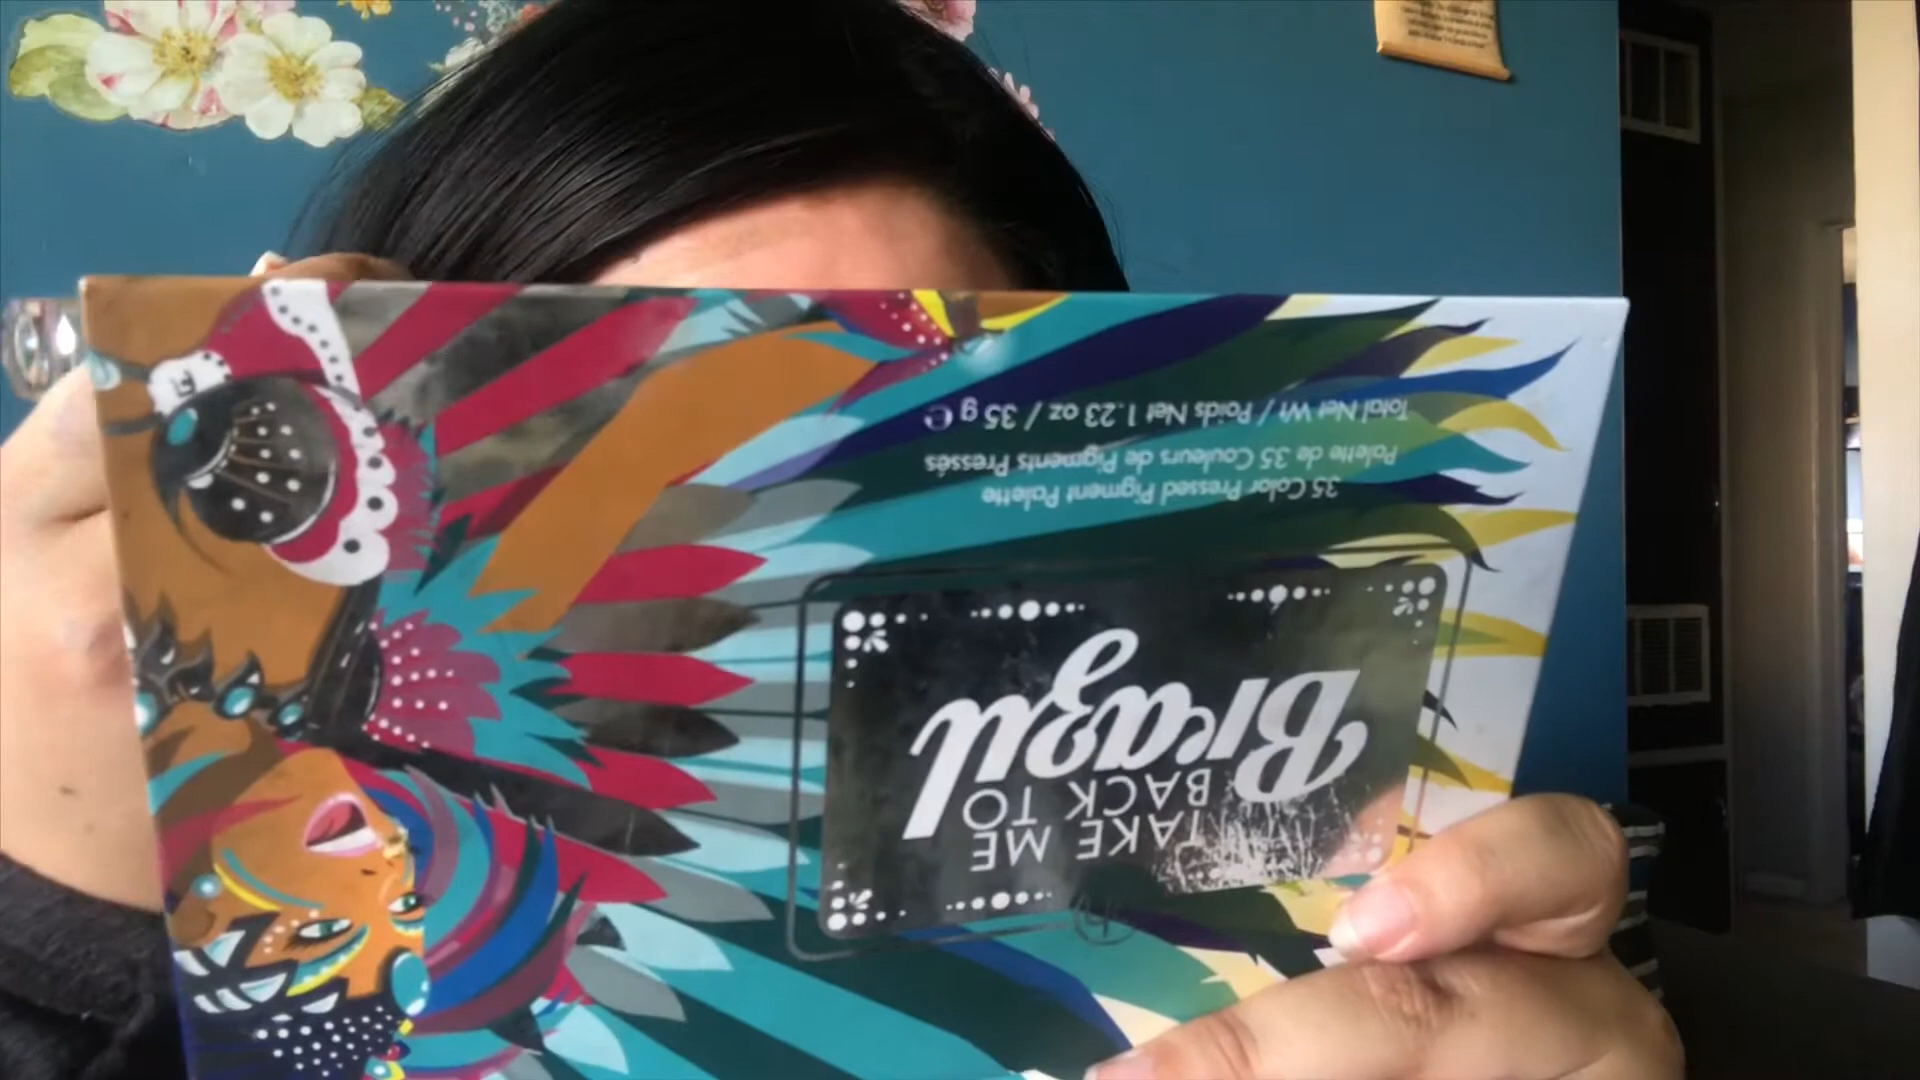 TAKE ME
BACK TO
Brazil
35 Color Pressed Pigment Palette
Palette de 35 Couleurs de Pigments Pressés
Total Net Wt / Poids Net 1.23 oz / 35 g ℮